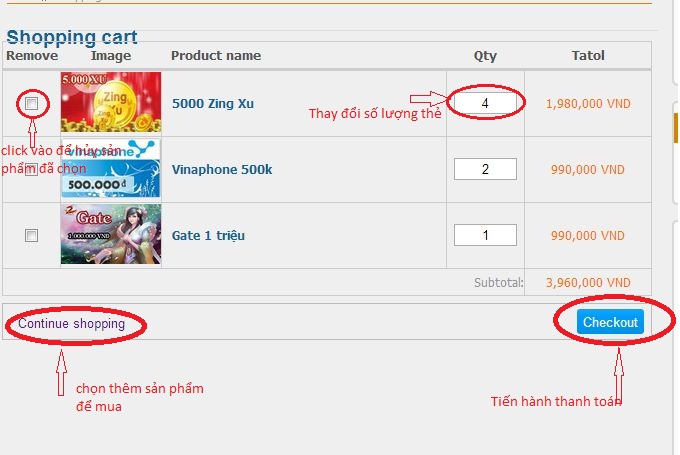 Shopping cart
Remove Image Product name Qty Tatol
5.000 XU
Zing
Xu
5000 Zing Xu
Thay đổi số lượng thẻ
4
1,980,000 VND
click vào để hủy sản
phẩm đã chọn
vinaphone
500.000đ
Vinaphone 500k
2
990,000 VND
Gate
1.000.000 VND
Gate 1 triệu
1
990,000 VND
Subtotal: 3,960,000 VND
Continue shopping
Checkout
chọn thêm sản phẩm
để mua
Tiến hành thanh toán